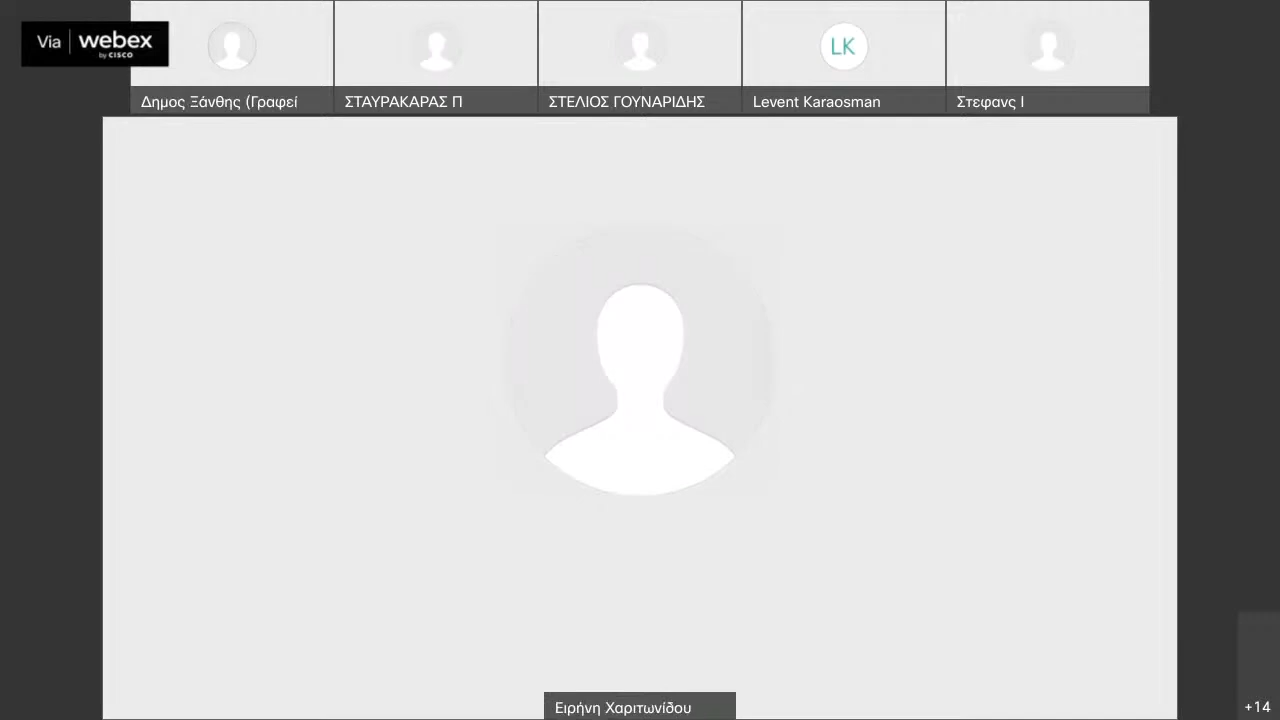 Via webex
by CISCO
Δημος Ξάνθης (Γραφεί
ΣΤΑΥΡΑΚΑΡΑΣ Π
ΣΤΕΛΙΟΣ ΓΟΥΝΑΡΙΔΗΣ
LK
Levent Karaosman
Στεφανς Ι
Ειρήνη Χαριτωνίδου
+14